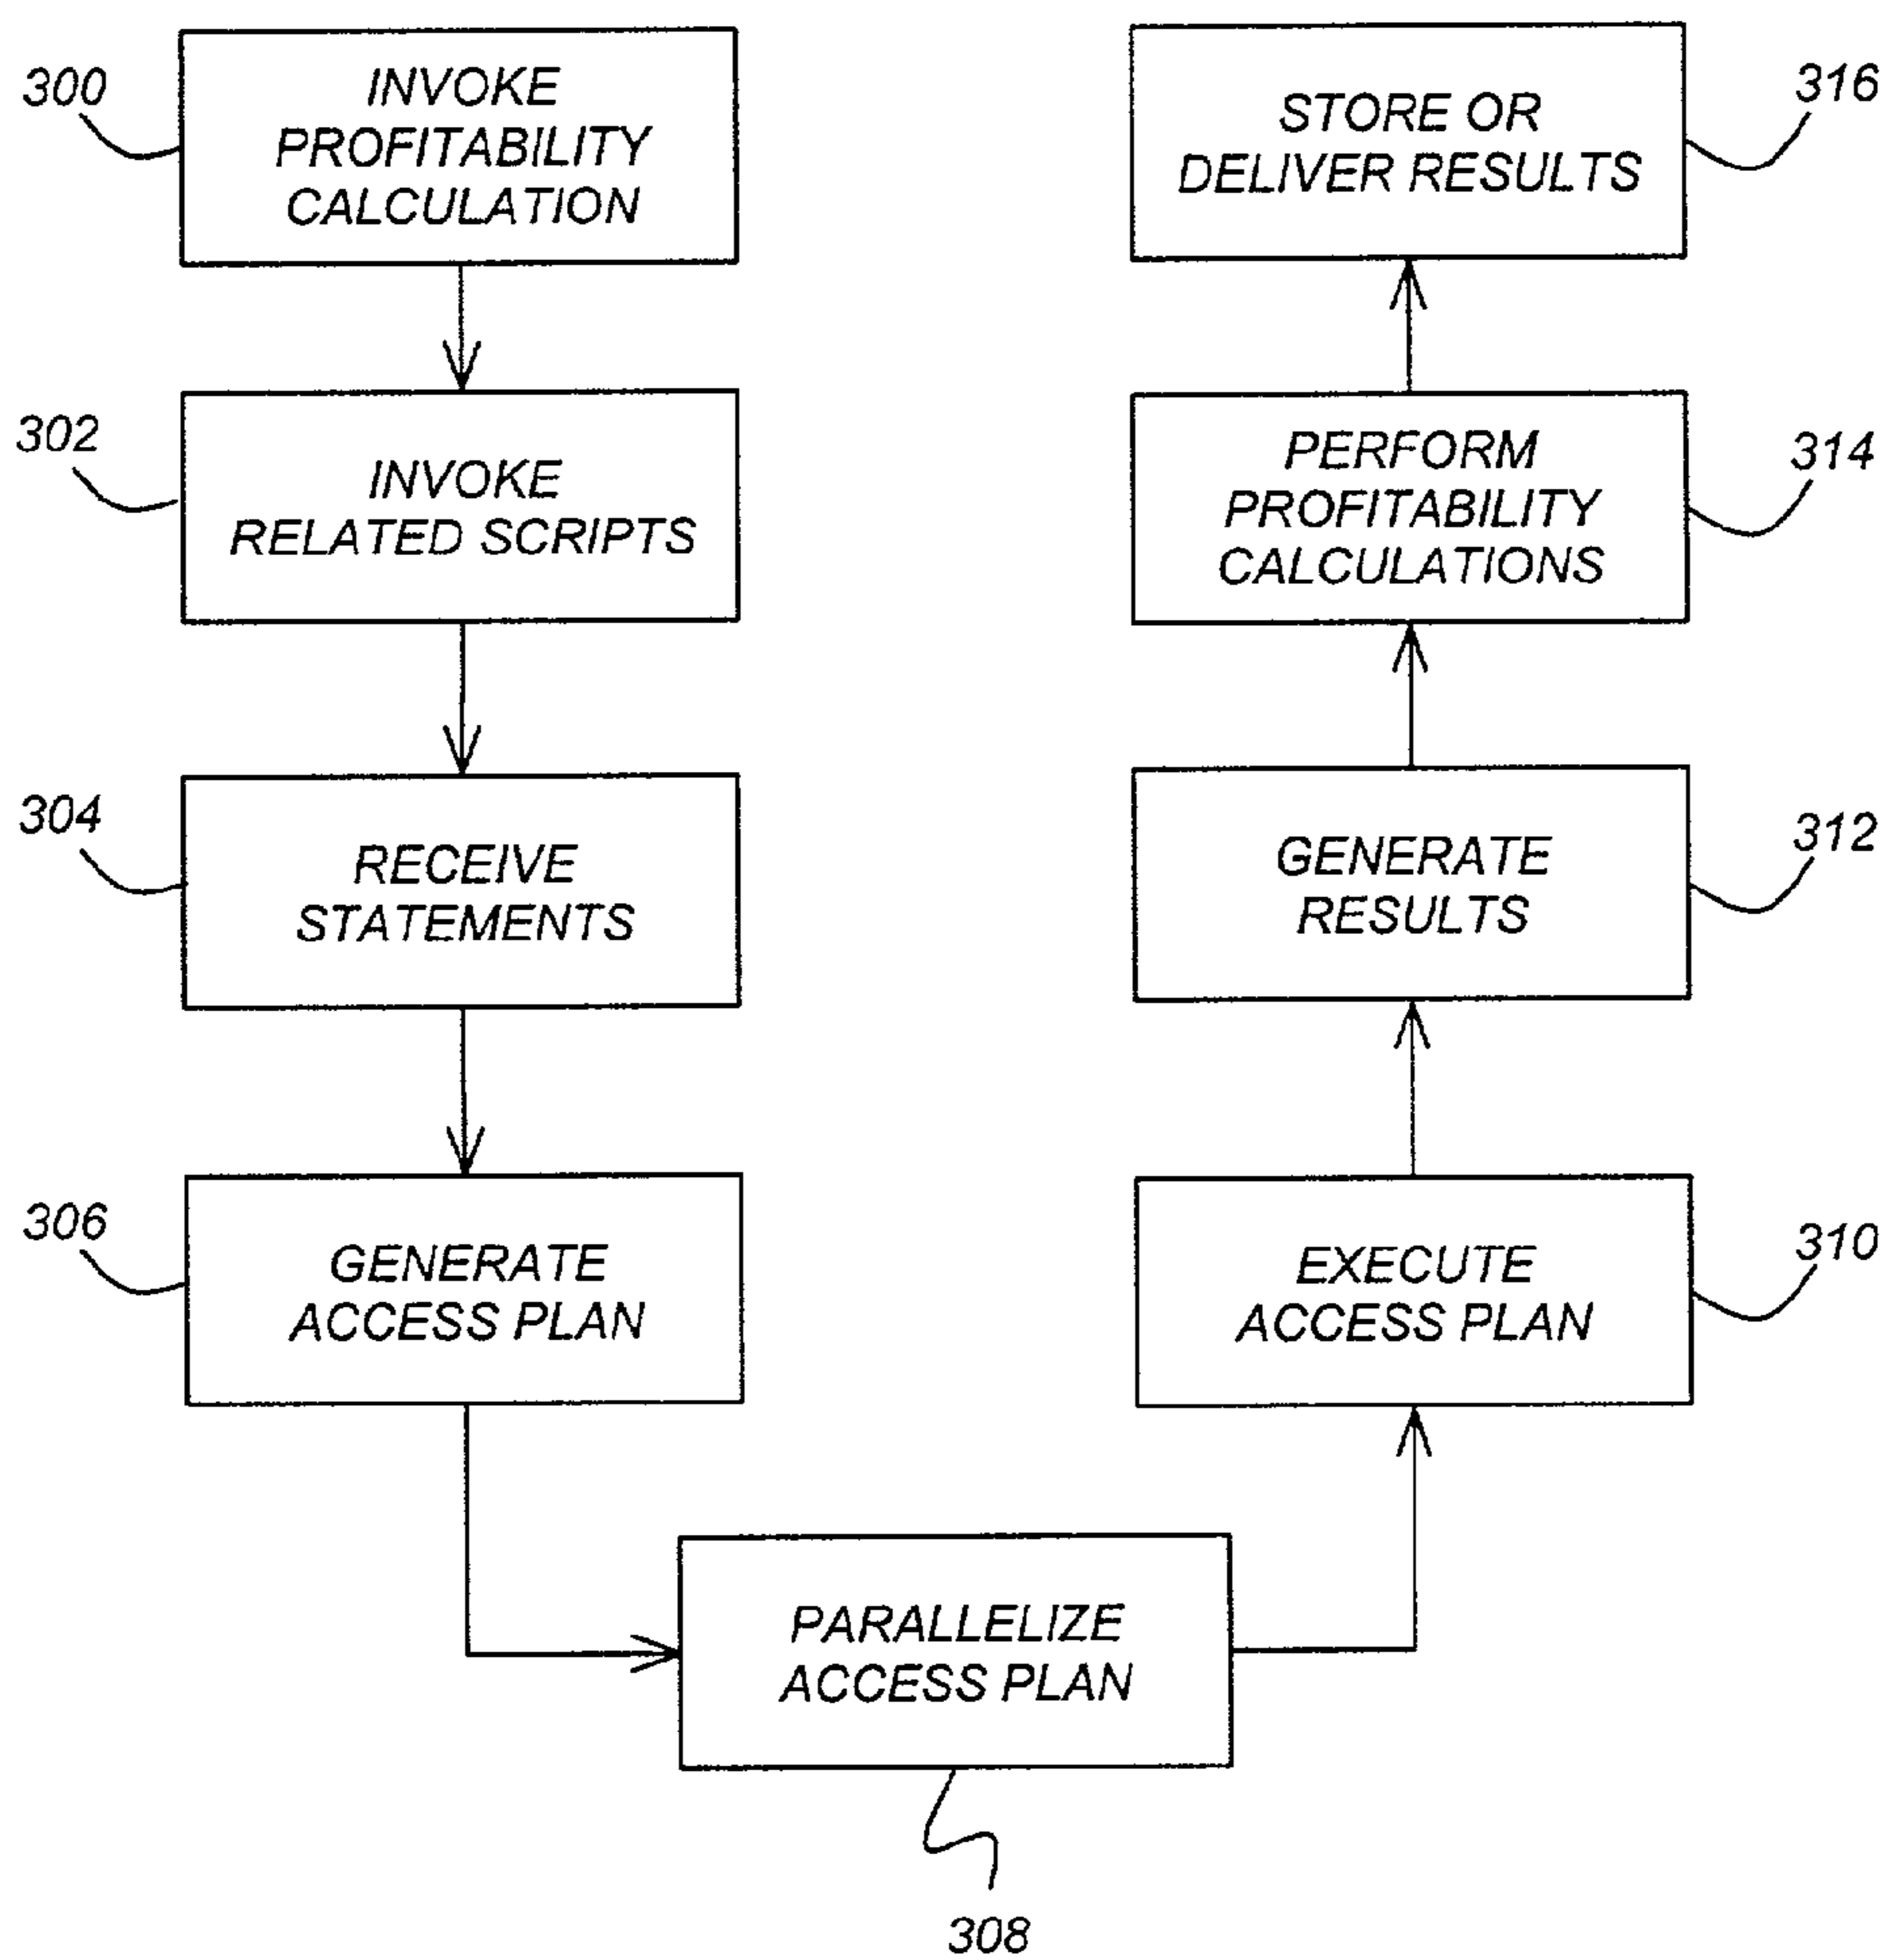 300
INVOKE
PROFITABILITY
CALCULATION
302
INVOKE
RELATED SCRIPTS
304
RECEIVE
STATEMENTS
306
GENERATE
ACCESS PLAN
PARALLELIZE
ACCESS PLAN
308
EXECUTE
ACCESS PLAN
310
GENERATE
RESULTS
312
PERFORM
PROFITABILITY
CALCULATIONS
314
STORE OR
DELIVER RESULTS
316